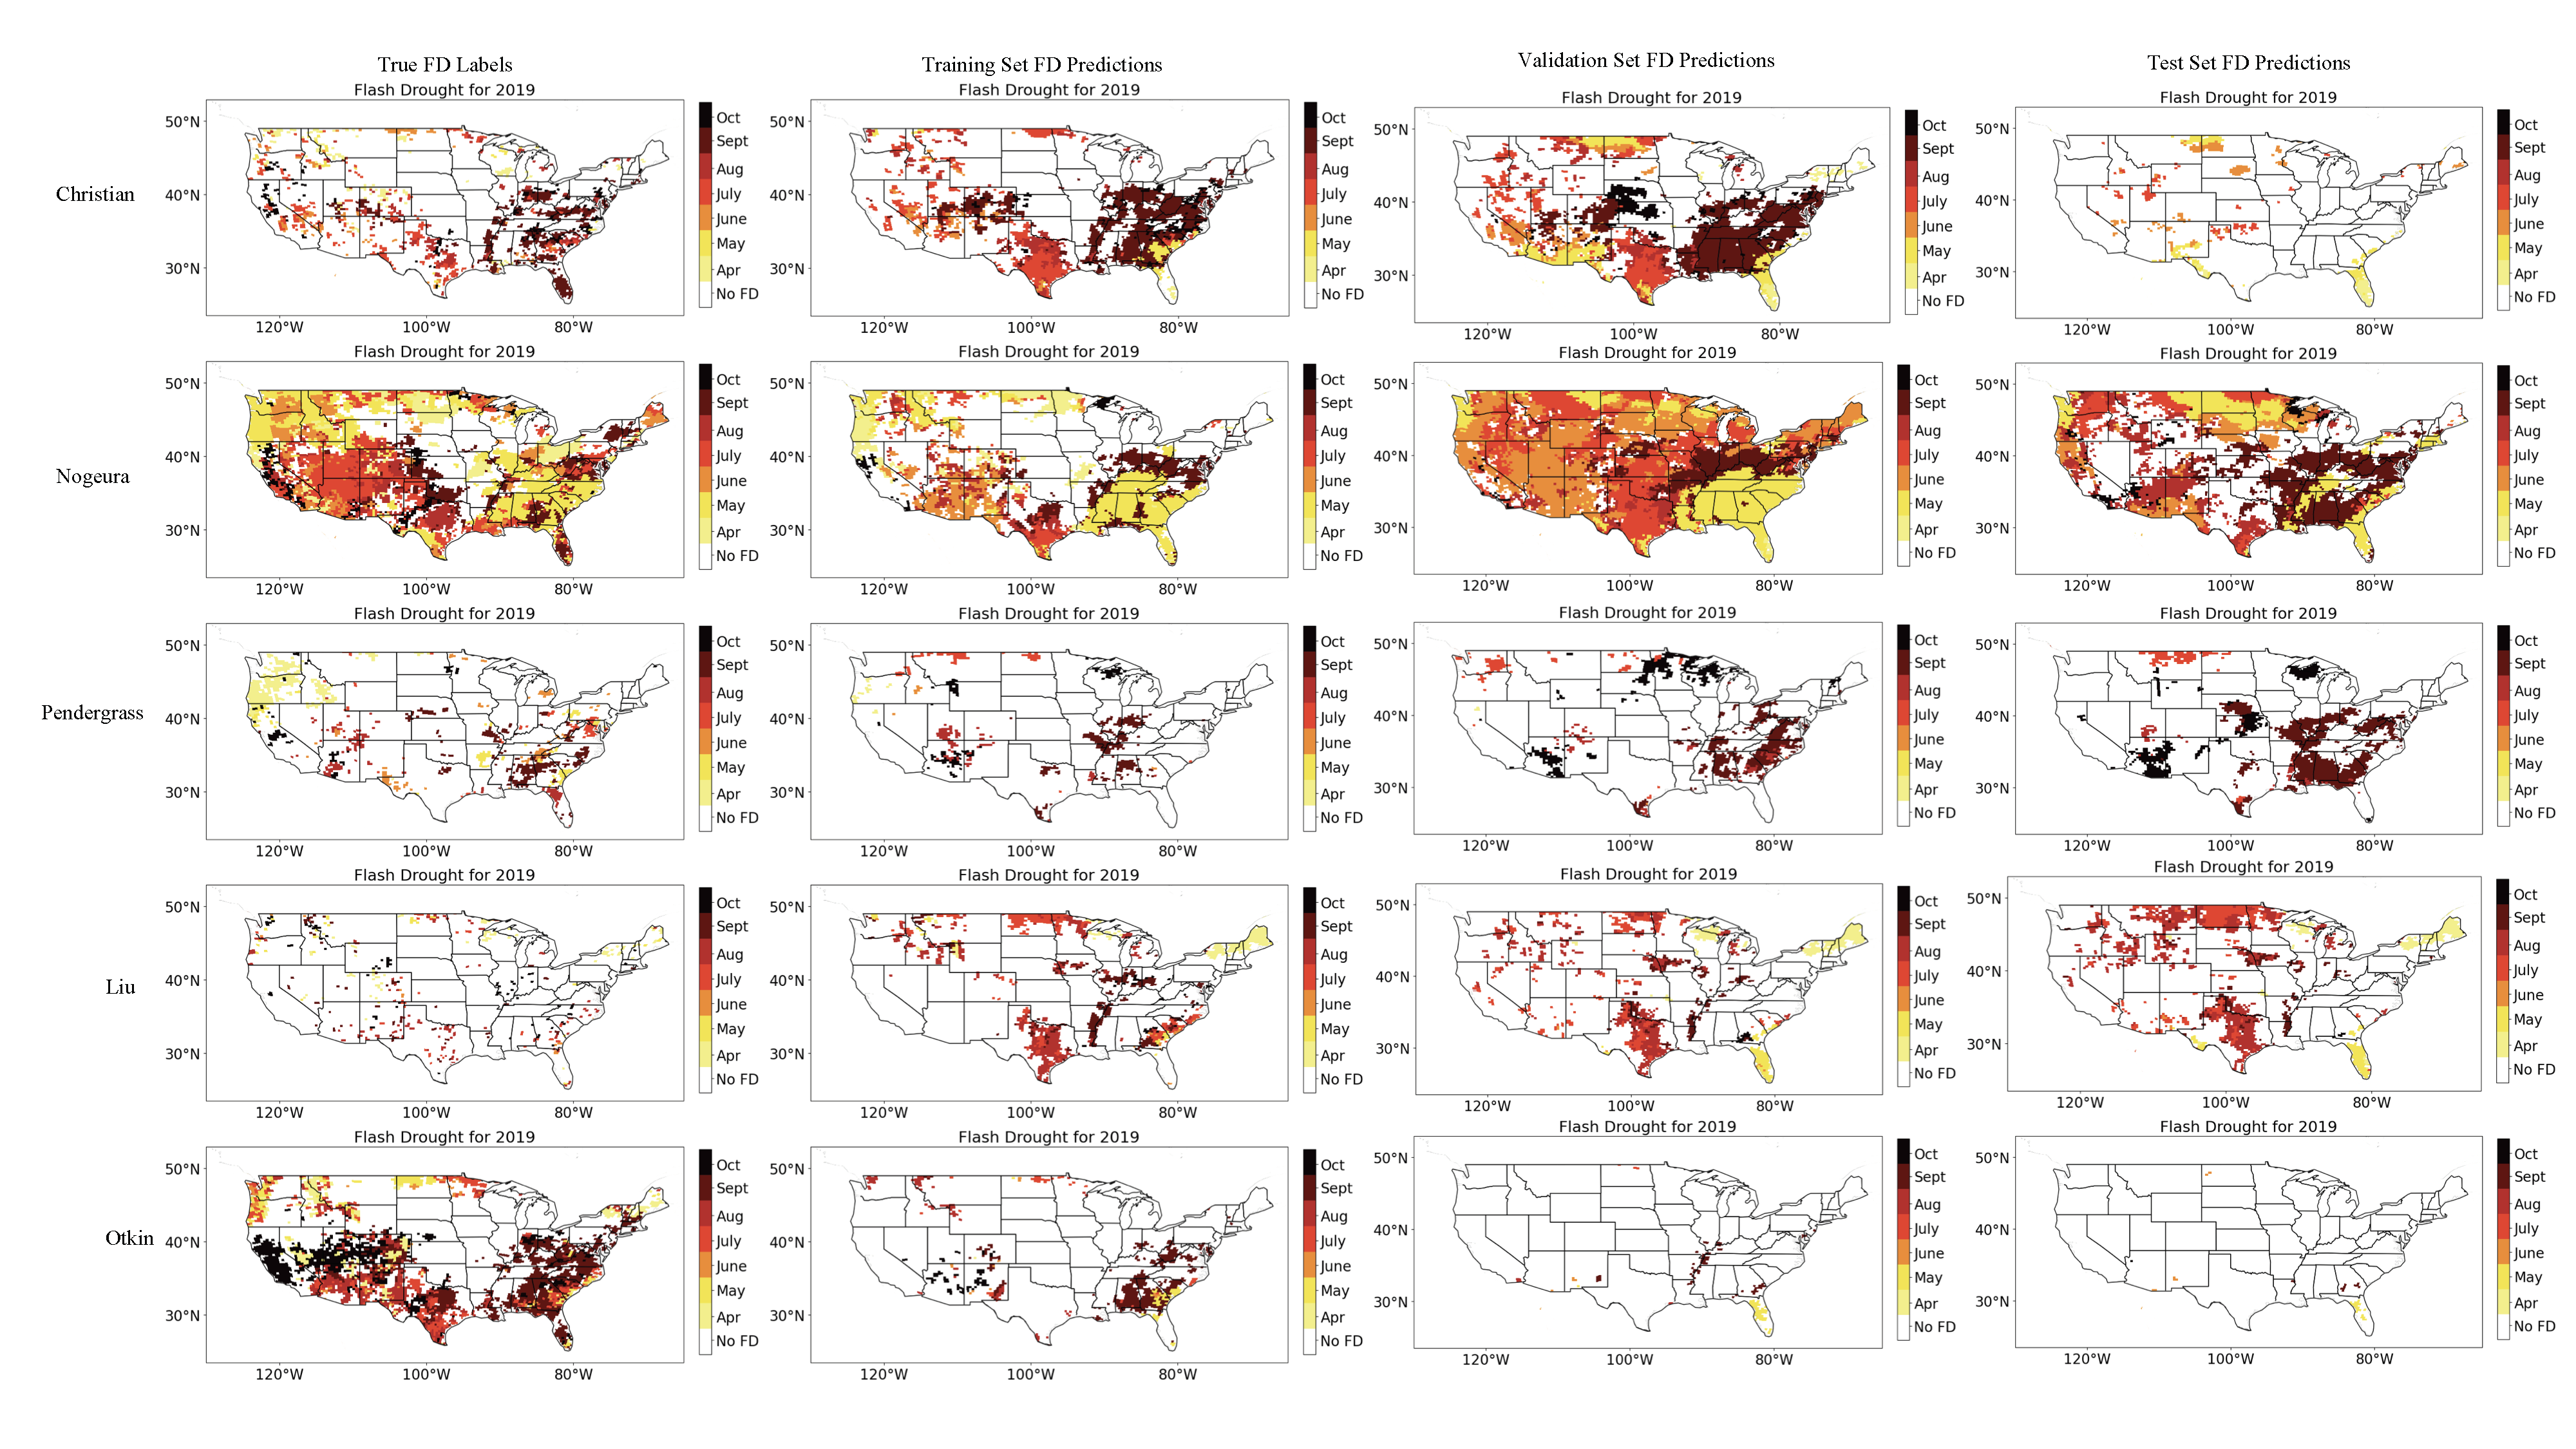 True FD Labels Training Set FD Predictions Validation Set FD Predictions Test Set FD Predictions
Flash Drought for 2019 Flash Drought for 2019 Flash Drought for 2019 Flash Drought for 2019
50°N Oct 50°N Oct 50°N Oct 50°N Oct
Sept Sept Sept Sept
Aug Aug Aug Aug
Christian 40°N July 40°N July 40°N July 40°N July
June June June June
May May May May
30°N Apr 30°N Apr 30°N Apr 30°N Apr
No FD No FD No FD No FD
120°W 100°W 80°W 120°W 100°W 80°W 120°W 100°W 80°W 120°W 100°W 80°W
Flash Drought for 2019 Flash Drought for 2019 Flash Drought for 2019 Flash Drought for 2019
50°N Oct 50°N Oct 50°N Oct 50°N Oct
Sept Sept Sept Sept
Aug Aug Aug Aug
40°N July 40°N July 40°N July 40°N July
Nogeura June June June June
May May May May
30°N Apr 30°N Apr 30°N Apr 30°N Apr
No FD No FD No FD No FD
120°W 100°W 80°W 120°W 100°W 80°W 120°W 100°W 80°W 120°W 100°W 80°W
Flash Drought for 2019 Flash Drought for 2019 Flash Drought for 2019 Flash Drought for 2019
50°N Oct 50°N Oct 50°N Oct 50°N Oct
Sept Sept Sept Sept
Aug Aug Aug Aug
Pendergrass 40°N July 40°N July 40°N July 40°N July
June June June June
May May May May
30°N Apr 30°N Apr 30°N Apr 30°N Apr
No FD No FD No FD No FD
120°W 100°W 80°W 120°W 100°W 80°W 120°W 100°W 80°W 120°W 100°W 80°W
Flash Drought for 2019 Flash Drought for 2019 Flash Drought for 2019 Flash Drought for 2019
50°N Oct 50°N Oct 50°N Oct 50°N Oct
Sept Sept Sept Sept
Aug Aug Aug Aug
Liu 40°N July 40°N July 40°N July 40°N July
June June June June
May May May May
30°N Apr 30°N Apr 30°N Apr 30°N Apr
No FD No FD No FD No FD
120°W 100°W 80°W 120°W 100°W 80°W 120°W 100°W 80°W 120°W 100°W 80°W
Flash Drought for 2019 Flash Drought for 2019 Flash Drought for 2019 Flash Drought for 2019
50°N Oct 50°N Oct 50°N Oct 50°N Oct
Sept Sept Sept Sept
Aug Aug Aug Aug
Otkin 40°N July 40°N July 40°N July 40°N July
June June June June
May May May May
30°N Apr 30°N Apr 30°N Apr 30°N Apr
No FD No FD No FD No FD
120°W 100°W 80°W 120°W 100°W 80°W 120°W 100°W 80°W 120°W 100°W 80°W